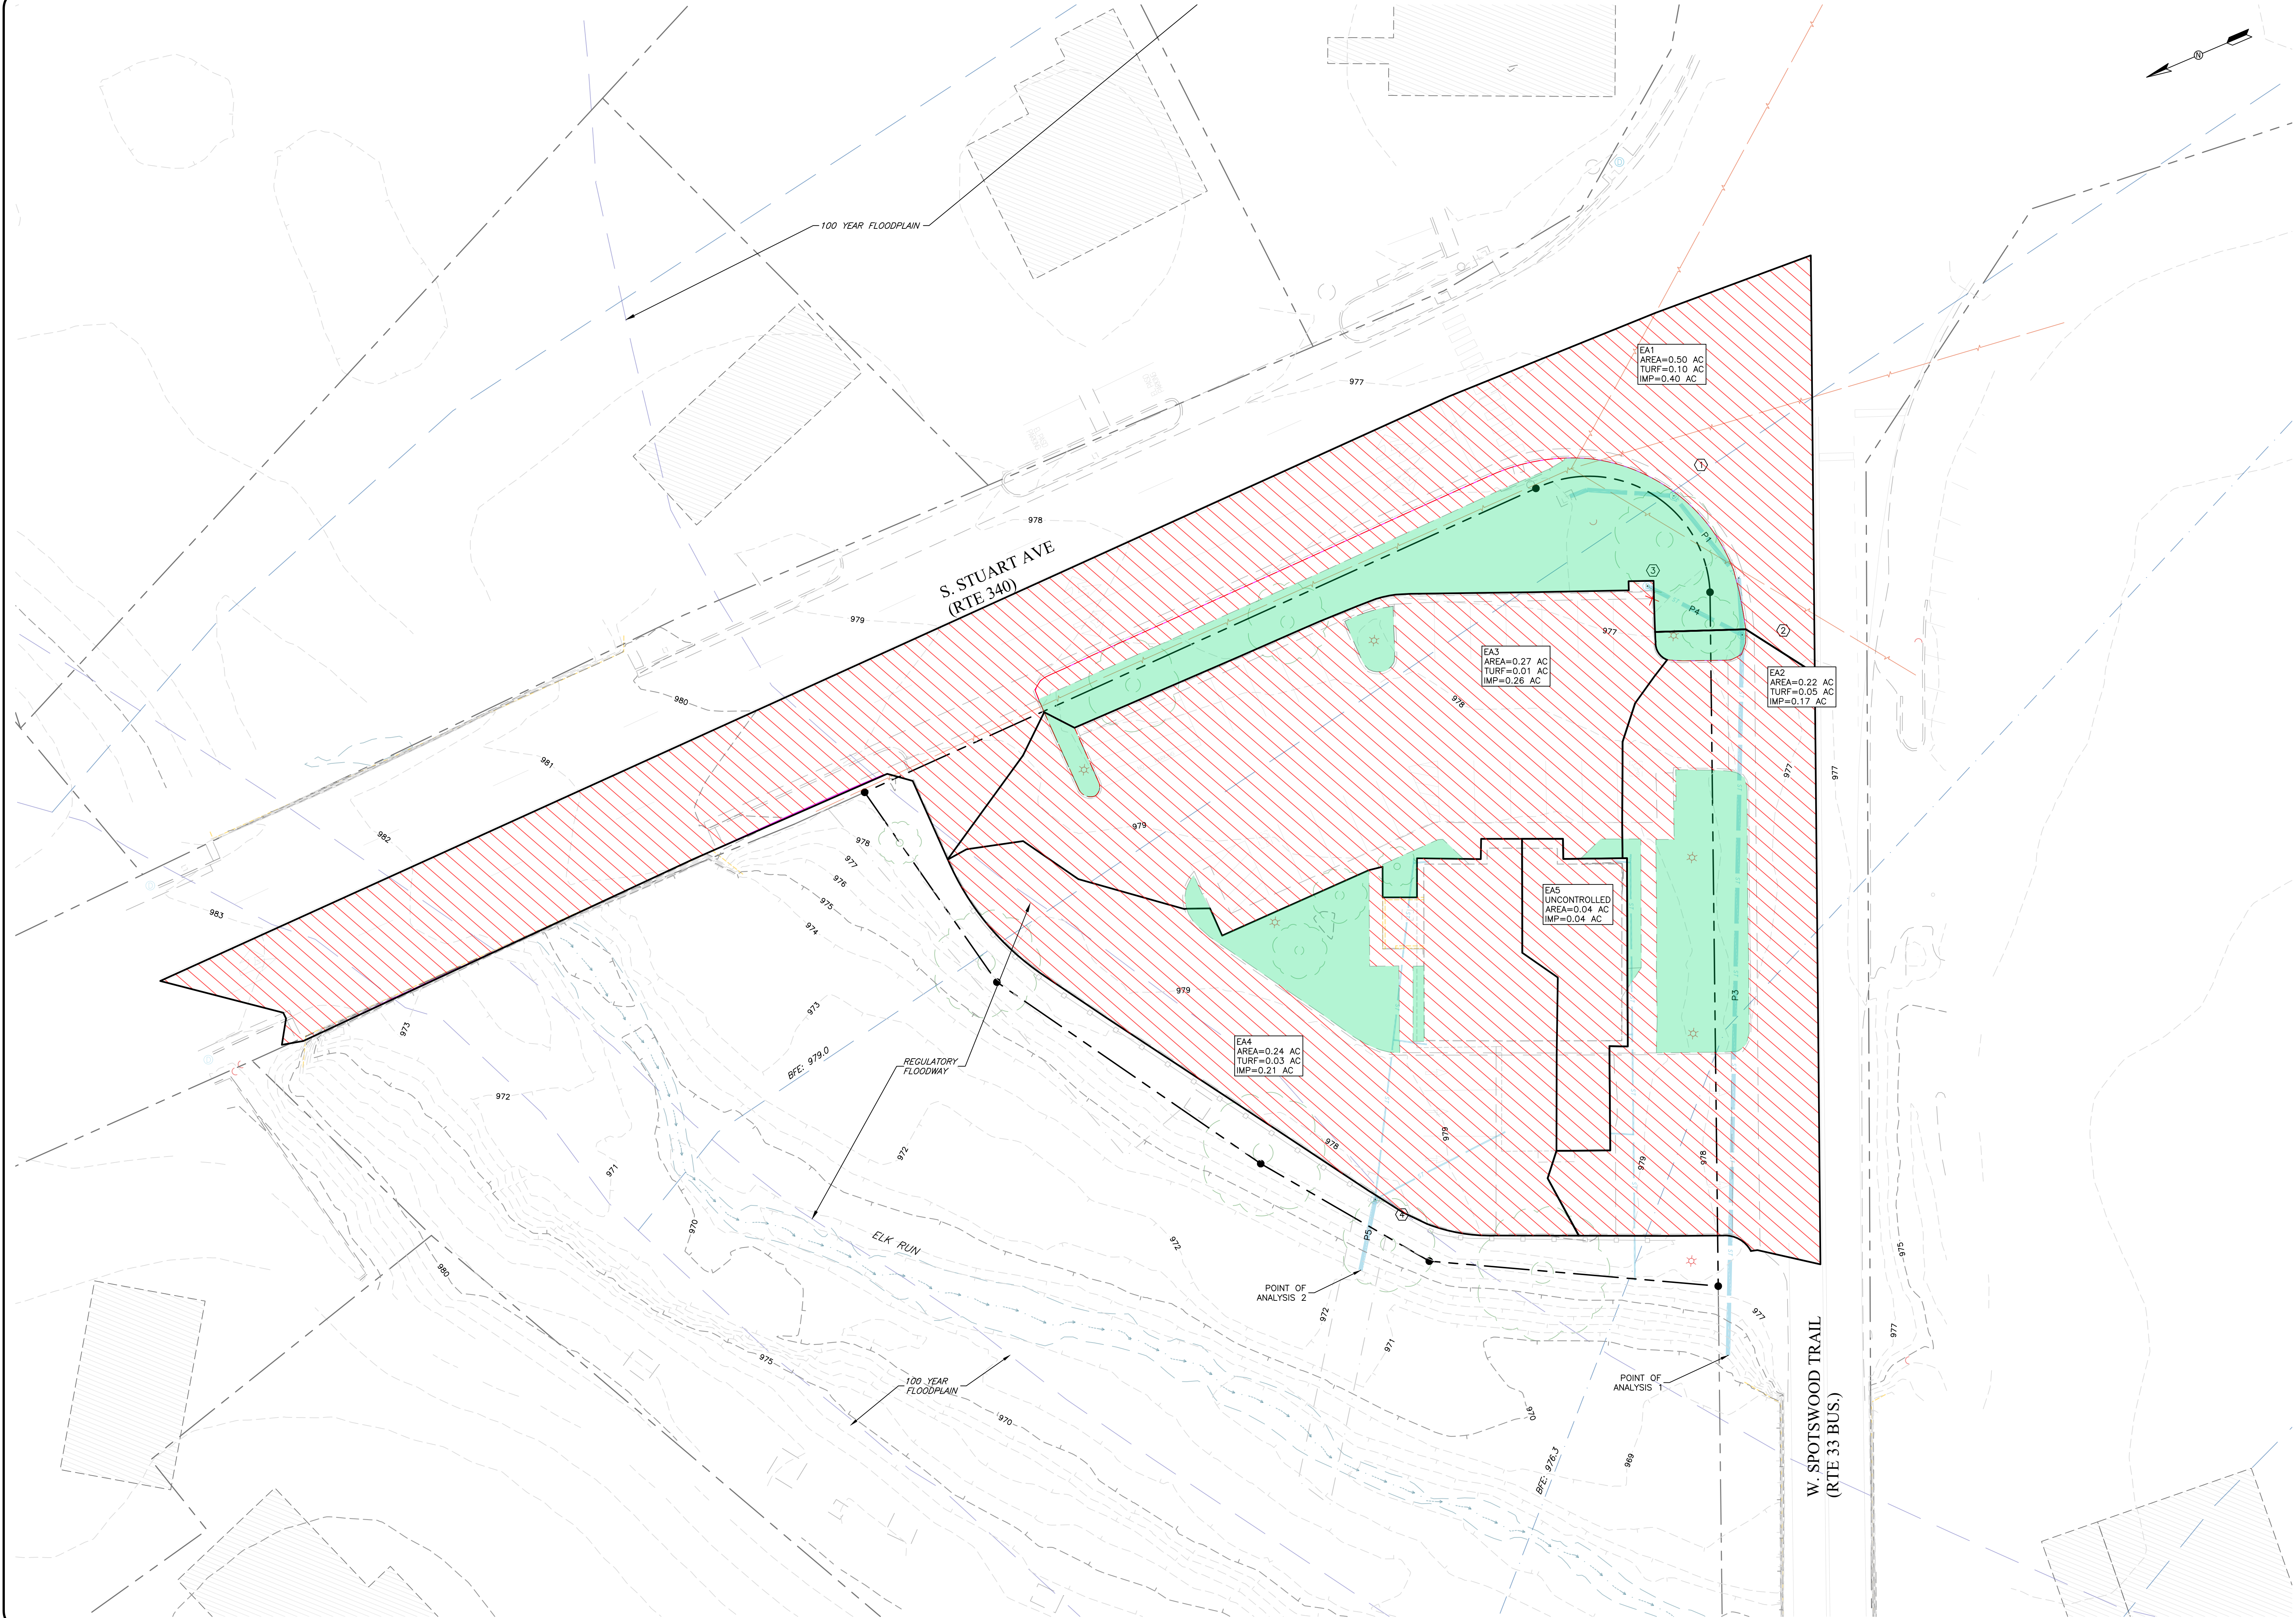 N
100 YEAR FLOODPLAIN
977
EA1
AREA=0.50 AC
TURF=0.10 AC
IMP=0.40 AC
1
978
P1
S. STUART AVE
(RTE 340)
3
P4
979
977
2
EA3
AREA=0.27 AC
TURF=0.01 AC
IMP=0.26 AC
EA2
AREA=0.22 AC
TURF=0.05 AC
IMP=0.17 AC
980
978
981
977
977
979
982
978
977
976
EA5
UNCONTROLLED
AREA=0.04 AC
IMP=0.04 AC
975
983
974
979
P3
973
973
EA4
AREA=0.24 AC
TURF=0.03 AC
IMP=0.21 AC
BFE: 979.0
REGULATORY
FLOODWAY
972
979
978
972
978
979
971
4
970
P5
ELK RUN
972
975
980
POINT OF
ANALYSIS 2
972
977
977
971
975
100 YEAR
FLOODPLAIN
POINT OF
ANALYSIS 1
970
970
W. SPOTSWOOD TRAIL
(RTE 33 BUS.)
969
BFE: 976.3